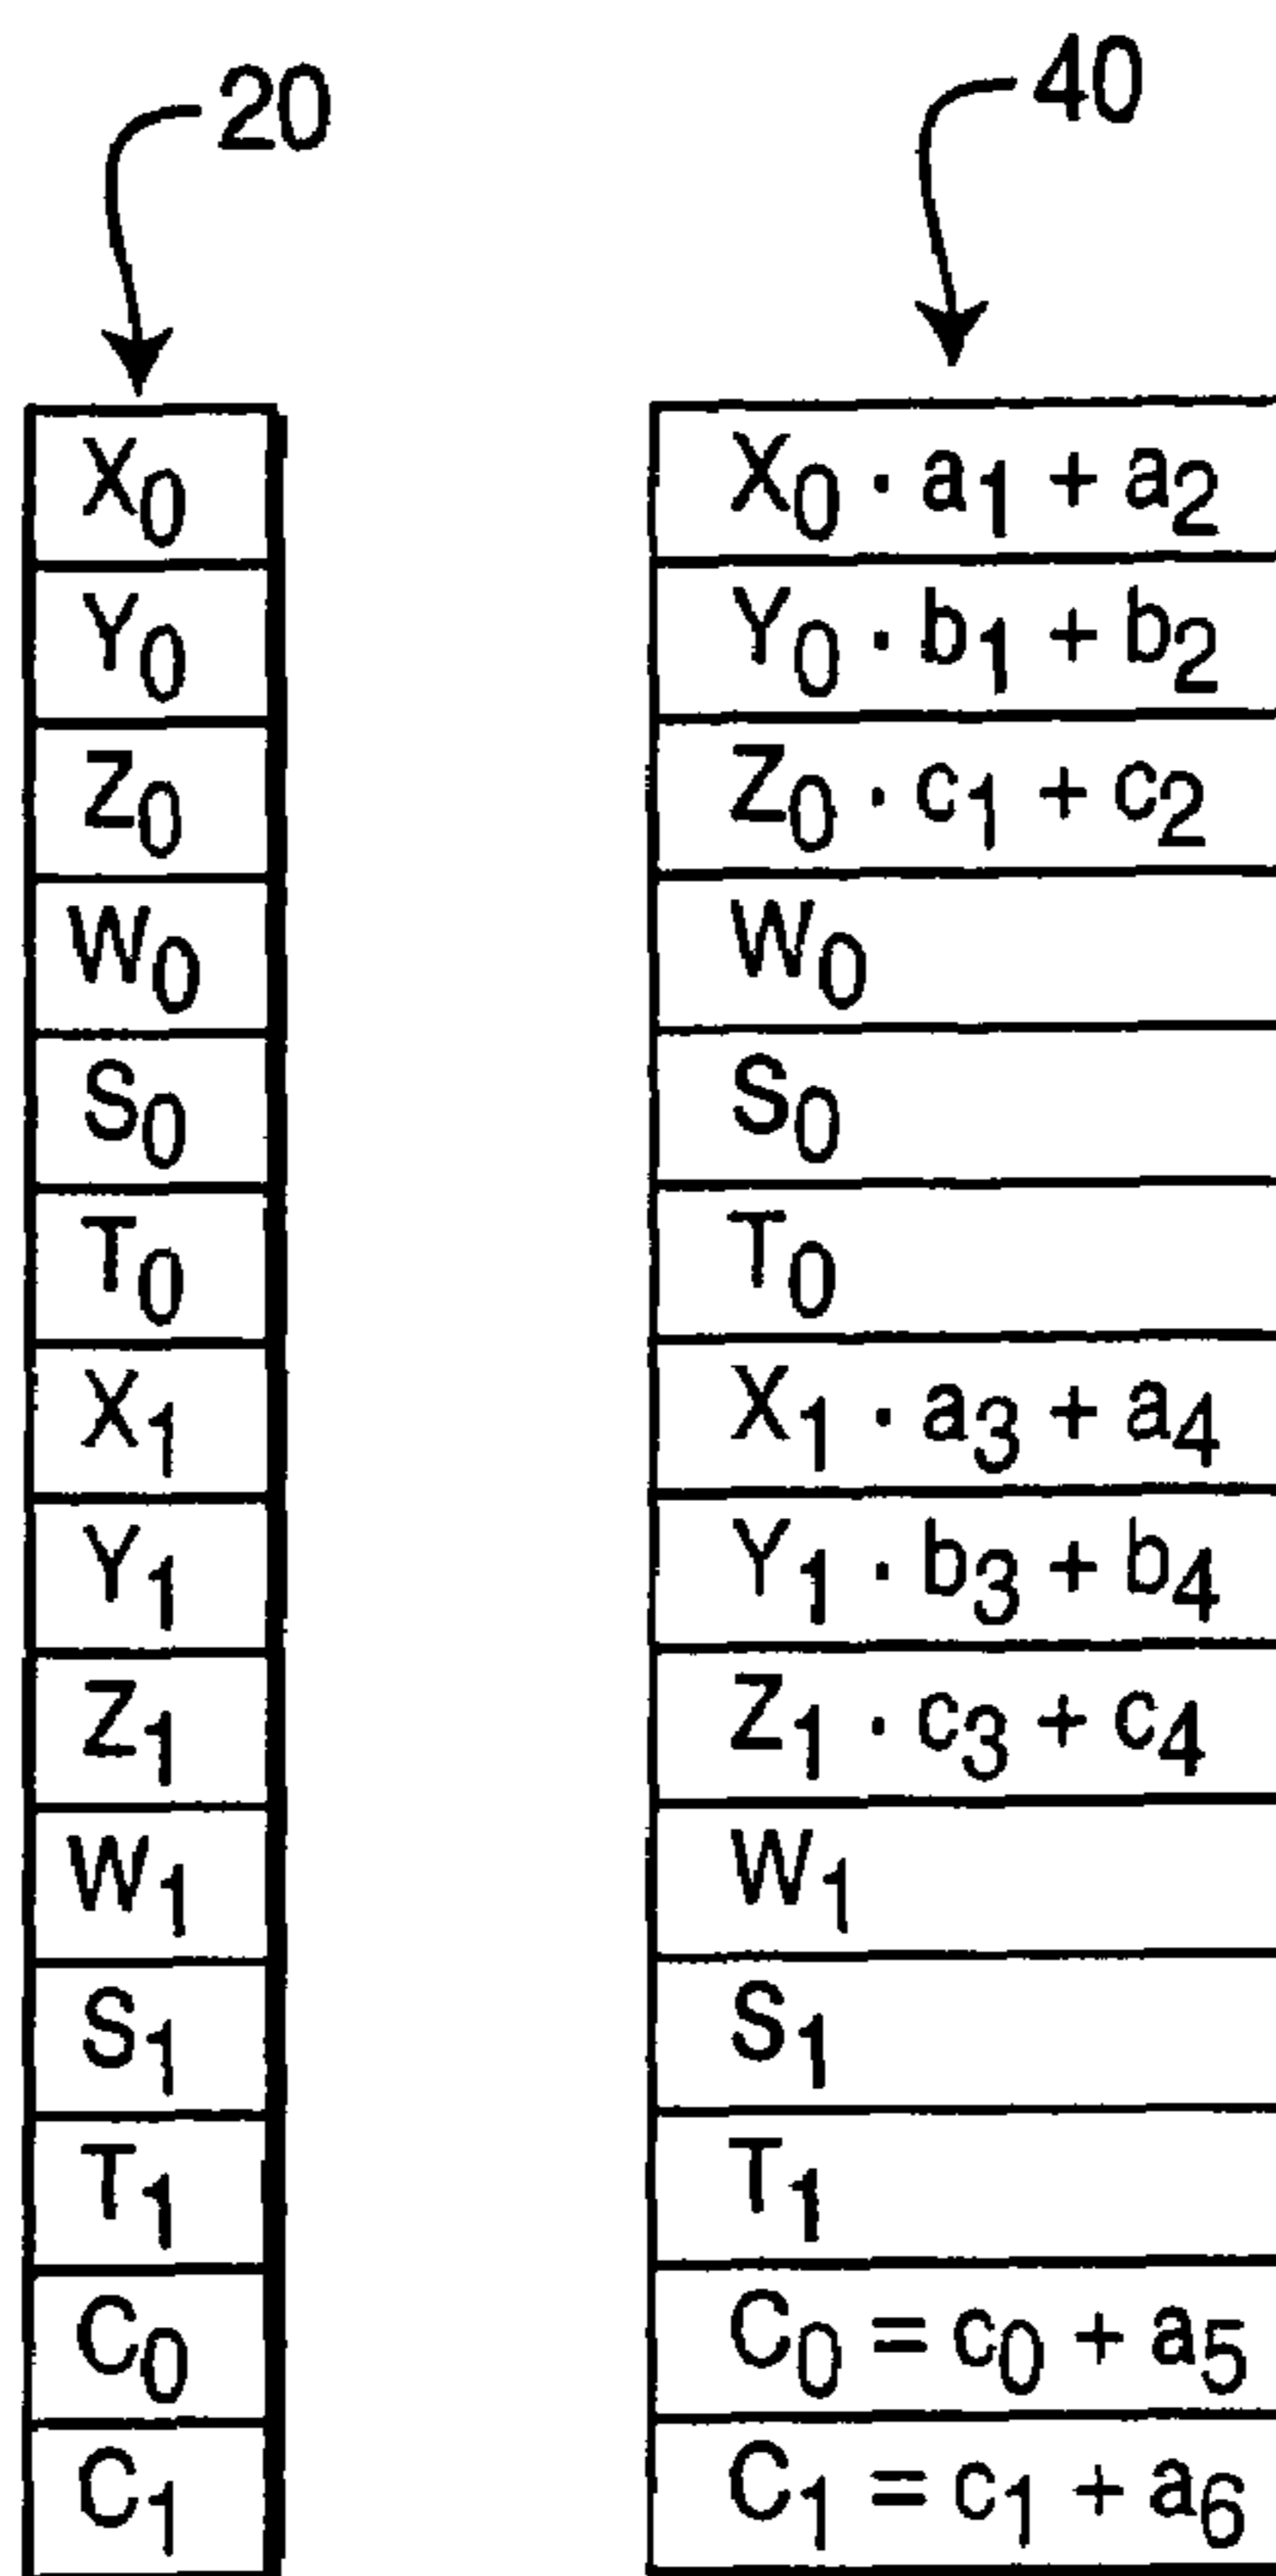 20
40
X₀
Y₀
Z₀
W₀
S₀
T₀
X₁
Y₁
Z₁
W₁
S₁
T₁
C₀
C₁
X₀ · a₁ + a₂
Y₀ · b₁ + b₂
Z₀ · c₁ + c₂
W₀
S₀
T₀
X₁ · a₃ + a₄
Y₁ · b₃ + b₄
Z₁ · c₃ + c₄
W₁
S₁
T₁
C₀ = c₀ + a₅
C₁ = c₁ + a₆